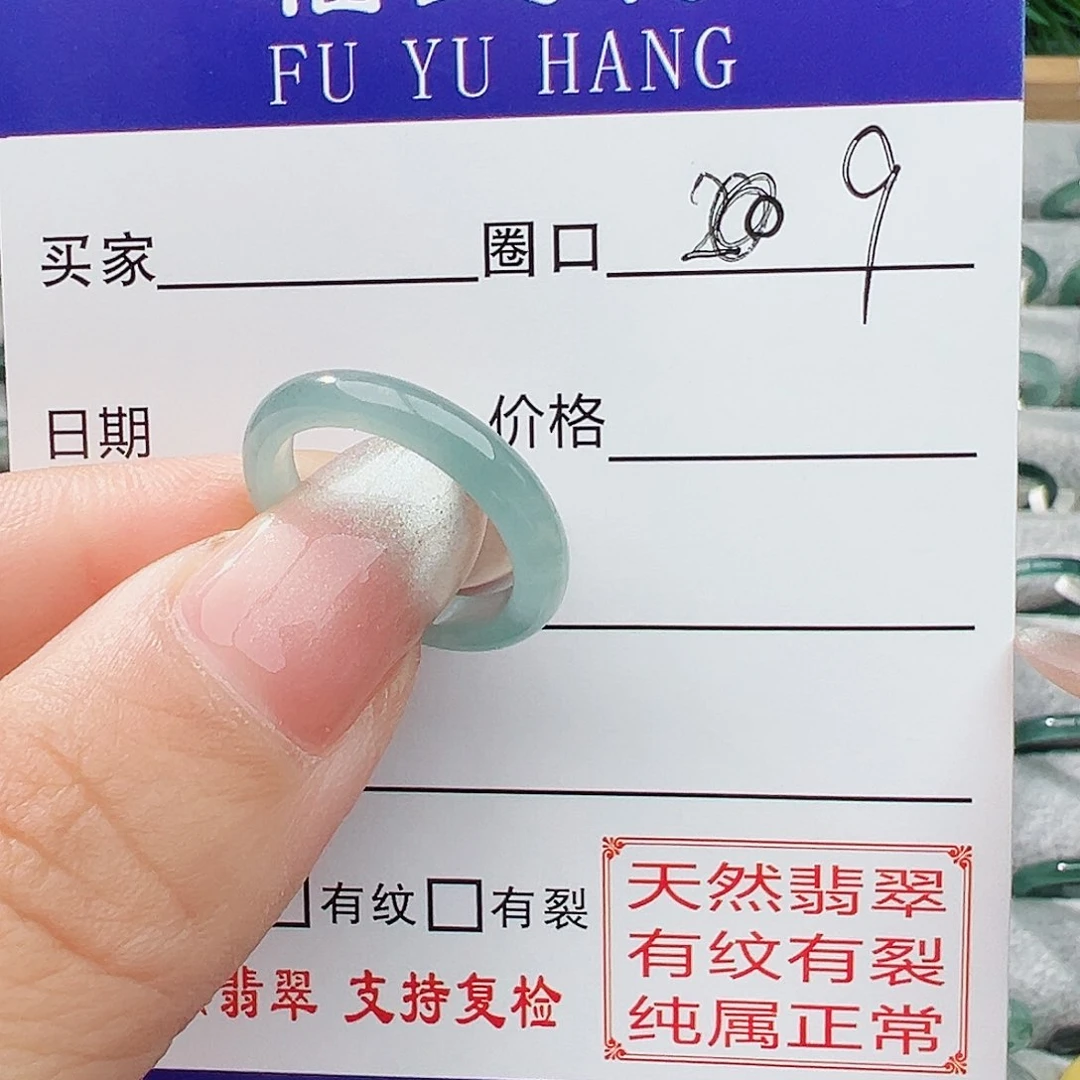 FU YU HANG
买家 圈口 9
日期 价格
有纹 有裂
翡翠 支持复检
天然翡翠
有纹有裂
纯属正常